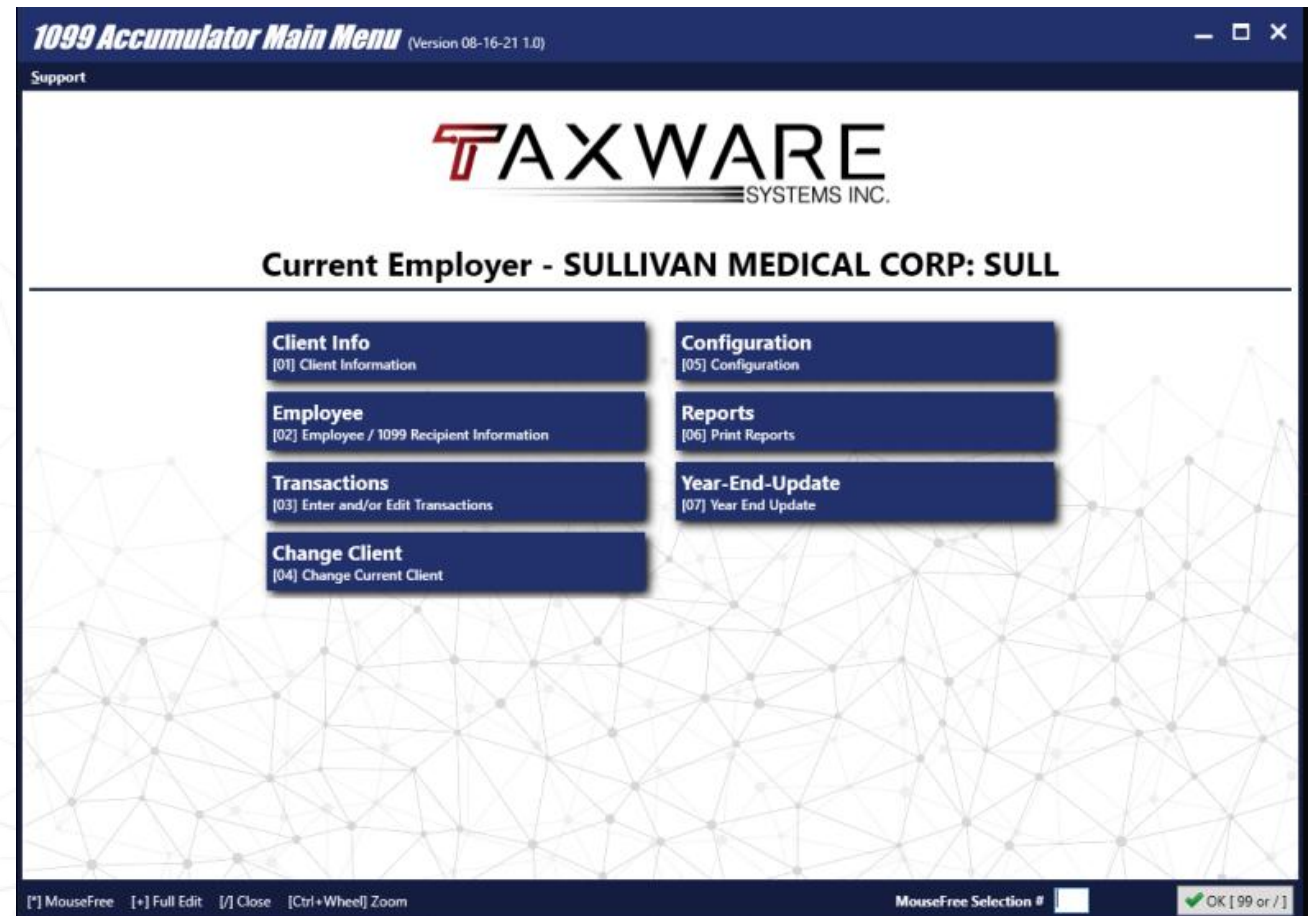 1099 Accumulator Main Menu (Version 08-16-21 1.0)
Support
TAXWARE
SYSTEMS INC.
Current Employer - SULLIVAN MEDICAL CORP: SULL
Client Info
[01] Client Information
Configuration
[05] Configuration
Employee
[02] Employee / 1099 Recipient Information
Reports
[06] Print Reports
Transactions
[03] Enter and/or Edit Transactions
Year-End-Update
[07] Year End Update
Change Client
[04] Change Current Client
[*] MouseFree [+] Full Edit [/] Close [Ctrl+Wheel] Zoom MouseFree Selection # OK [ 99 or / ]